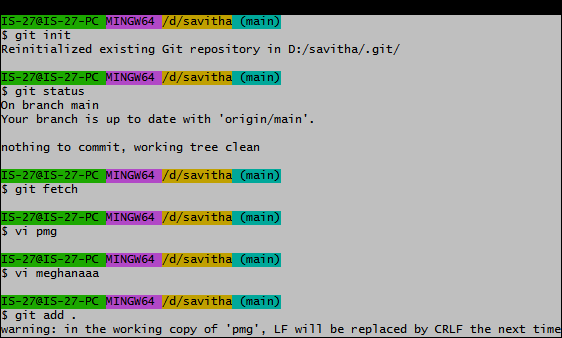 IS-27@IS-27-PC MINGW64 /d/savitha (main)
$ git init
Reinitialized existing Git repository in D:/savitha/.git/
IS-27@IS-27-PC MINGW64 /d/savitha (main)
$ git status
On branch main
Your branch is up to date with 'origin/main'.
nothing to commit, working tree clean
IS-27@IS-27-PC MINGW64 /d/savitha (main)
$ git fetch
IS-27@IS-27-PC MINGW64 /d/savitha (main)
$ vi pmg
IS-27@IS-27-PC MINGW64 /d/savitha (main)
$ vi meghanaaa
IS-27@IS-27-PC MINGW64 /d/savitha (main)
$ git add .
warning: in the working copy of 'pmg', LF will be replaced by CRLF the next time